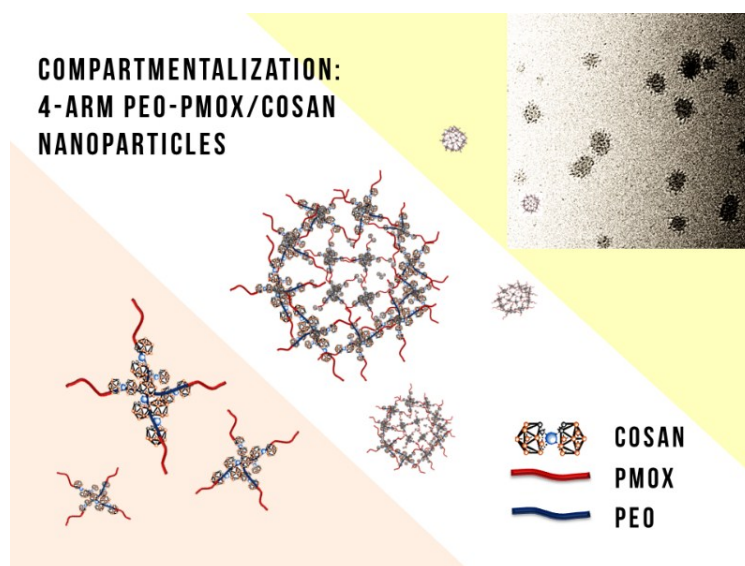 COMPARTMENTALIZATION:
4-ARM PEO-PMOX/COSAN
NANOPARTICLES
COSAN
PMOX
PEO